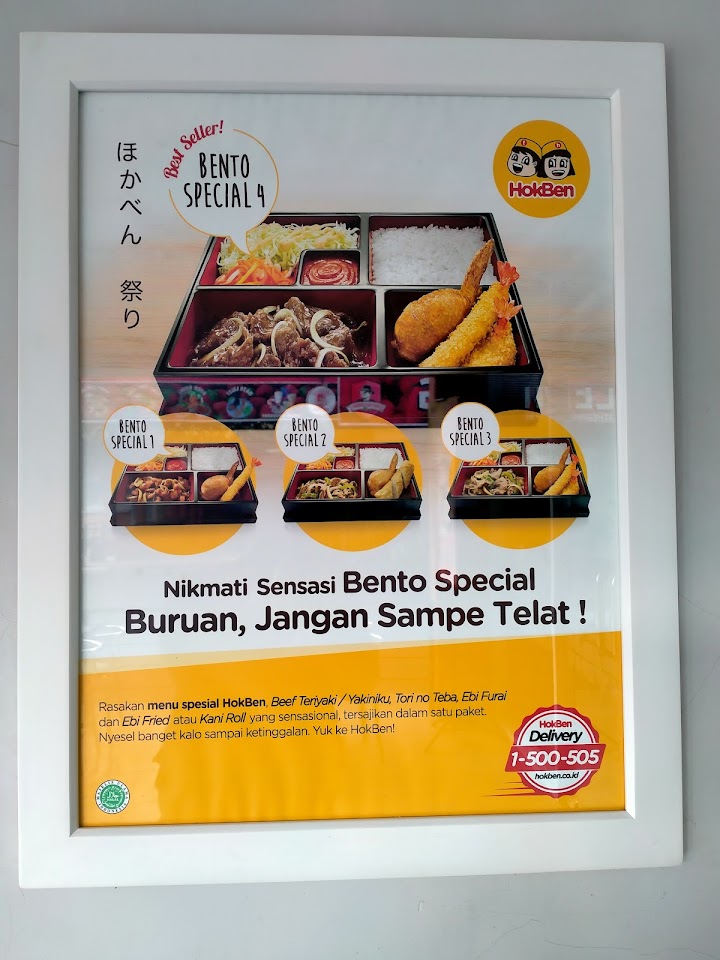 ほかべん 祭り
Best Seller!
BENTO
SPECIAL 4
HokBen
BENTO
SPECIAL 1
BENTO
SPECIAL 2
BENTO
SPECIAL 3
Nikmati Sensasi Bento Special
Buruan, Jangan Sampe Telat !
Rasakan menu spesial HokBen, Beef Teriyaki / Yakiniku, Tori no Teba, Ebi Furai
dan Ebi Fried atau Kani Roll yang sensasional, tersajikan dalam satu paket.
Nyesel banget kalo sampai ketinggalan. Yuk ke HokBen!
HokBen
Delivery
1-500-505
hokben.co.id